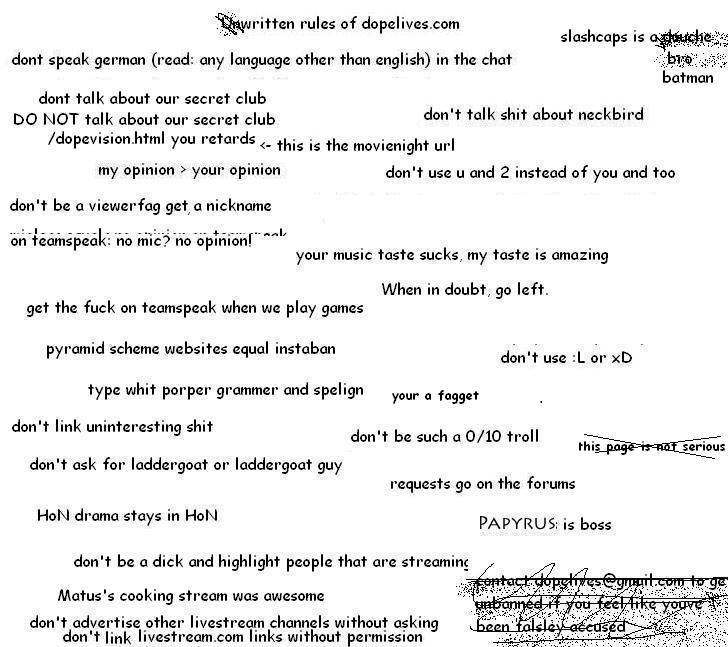 Unwritten rules of dopelives.com
slashcaps is a douche
bro
batman
dont speak german (read: any language other than english) in the chat
dont talk about our secret club
DO NOT talk about our secret club
/dopevision.html you retards <- this is the movienight url
don't talk shit about neckbird
my opinion > your opinion
don't use u and 2 instead of you and too
don't be a viewerfag get a nickname
on teamspeak: no mic? no opinion!
your music taste sucks, my taste is amazing
When in doubt, go left.
get the fuck on teamspeak when we play games
pyramid scheme websites equal instaban
don't use :L or xD
type whit porper grammer and spelign
your a fagget
don't link uninteresting shit
don't be such a 0/10 troll
this page is not serious
don't ask for laddergoat or laddergoat guy
requests go on the forums
HoN drama stays in HoN
PAPYRUS: is boss
don't be a dick and highlight people that are streaming
Matus's cooking stream was awesome
contact dopelives@gmail.com to ge
unbanned if you feel like youve
been falsley accused
don't advertise other livestream channels without asking
don't link livestream.com links without permission